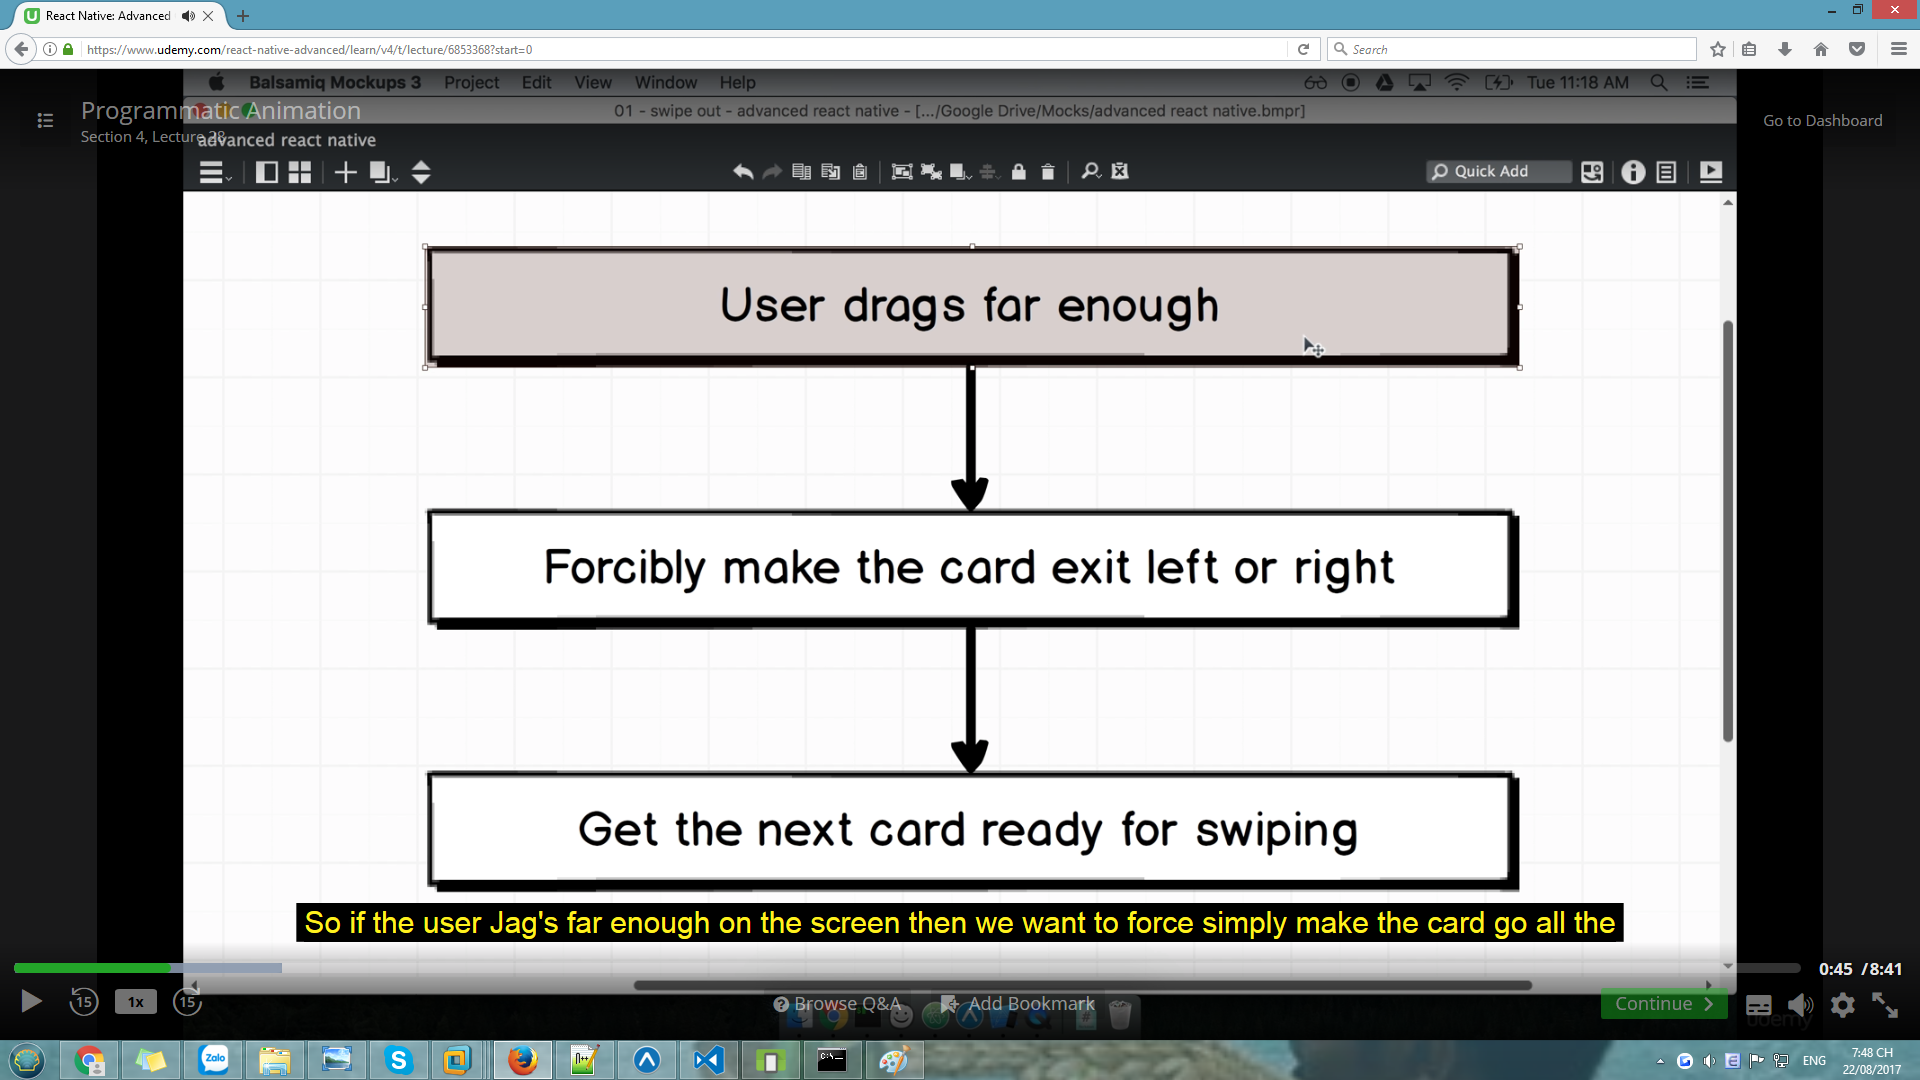 React Native: Advanced
https://www.udemy.com/react-native-advanced/learn/v4/t/lecture/6853368?start=0
Search
Balsamiq Mockups 3 Project Edit View Window Help
Tue 11:18 AM
Programmatic Animation
01 - swipe out - advanced react native - [.../Google Drive/Mocks/advanced react native.bmpr]
Go to Dashboard
Section 4, Lecture 28
advanced react native
Quick Add
User drags far enough
Forcibly make the card exit left or right
Get the next card ready for swiping
So if the user Jag's far enough on the screen then we want to force simply make the card go all the
0:45 / 8:41
15 1x 15
Browse Q&A Add Bookmark
Continue
udemy
Zalo
ENG
7:48 CH
22/08/2017